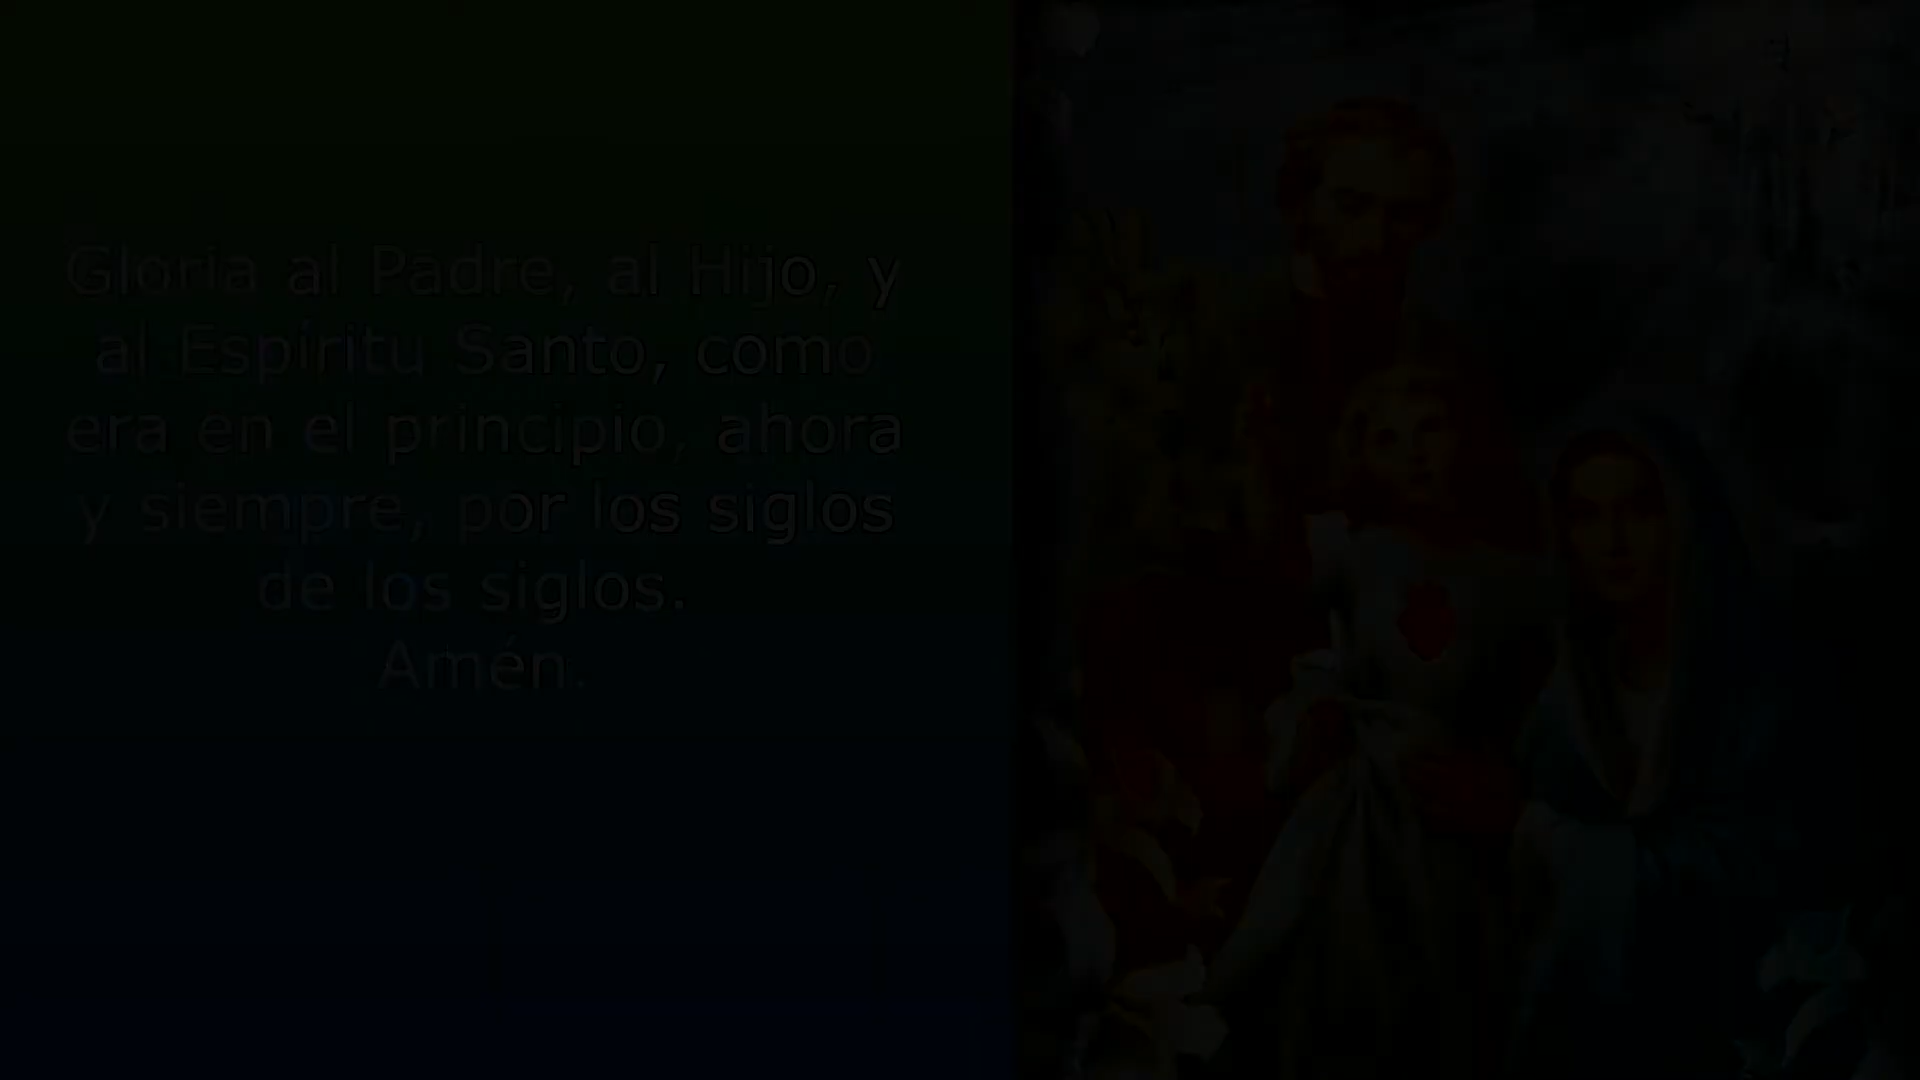 Gloria al Padre, al Hijo, y
al Espíritu Santo, como
era en el principio, ahora
y siempre, por los siglos
de los siglos.
Amén.